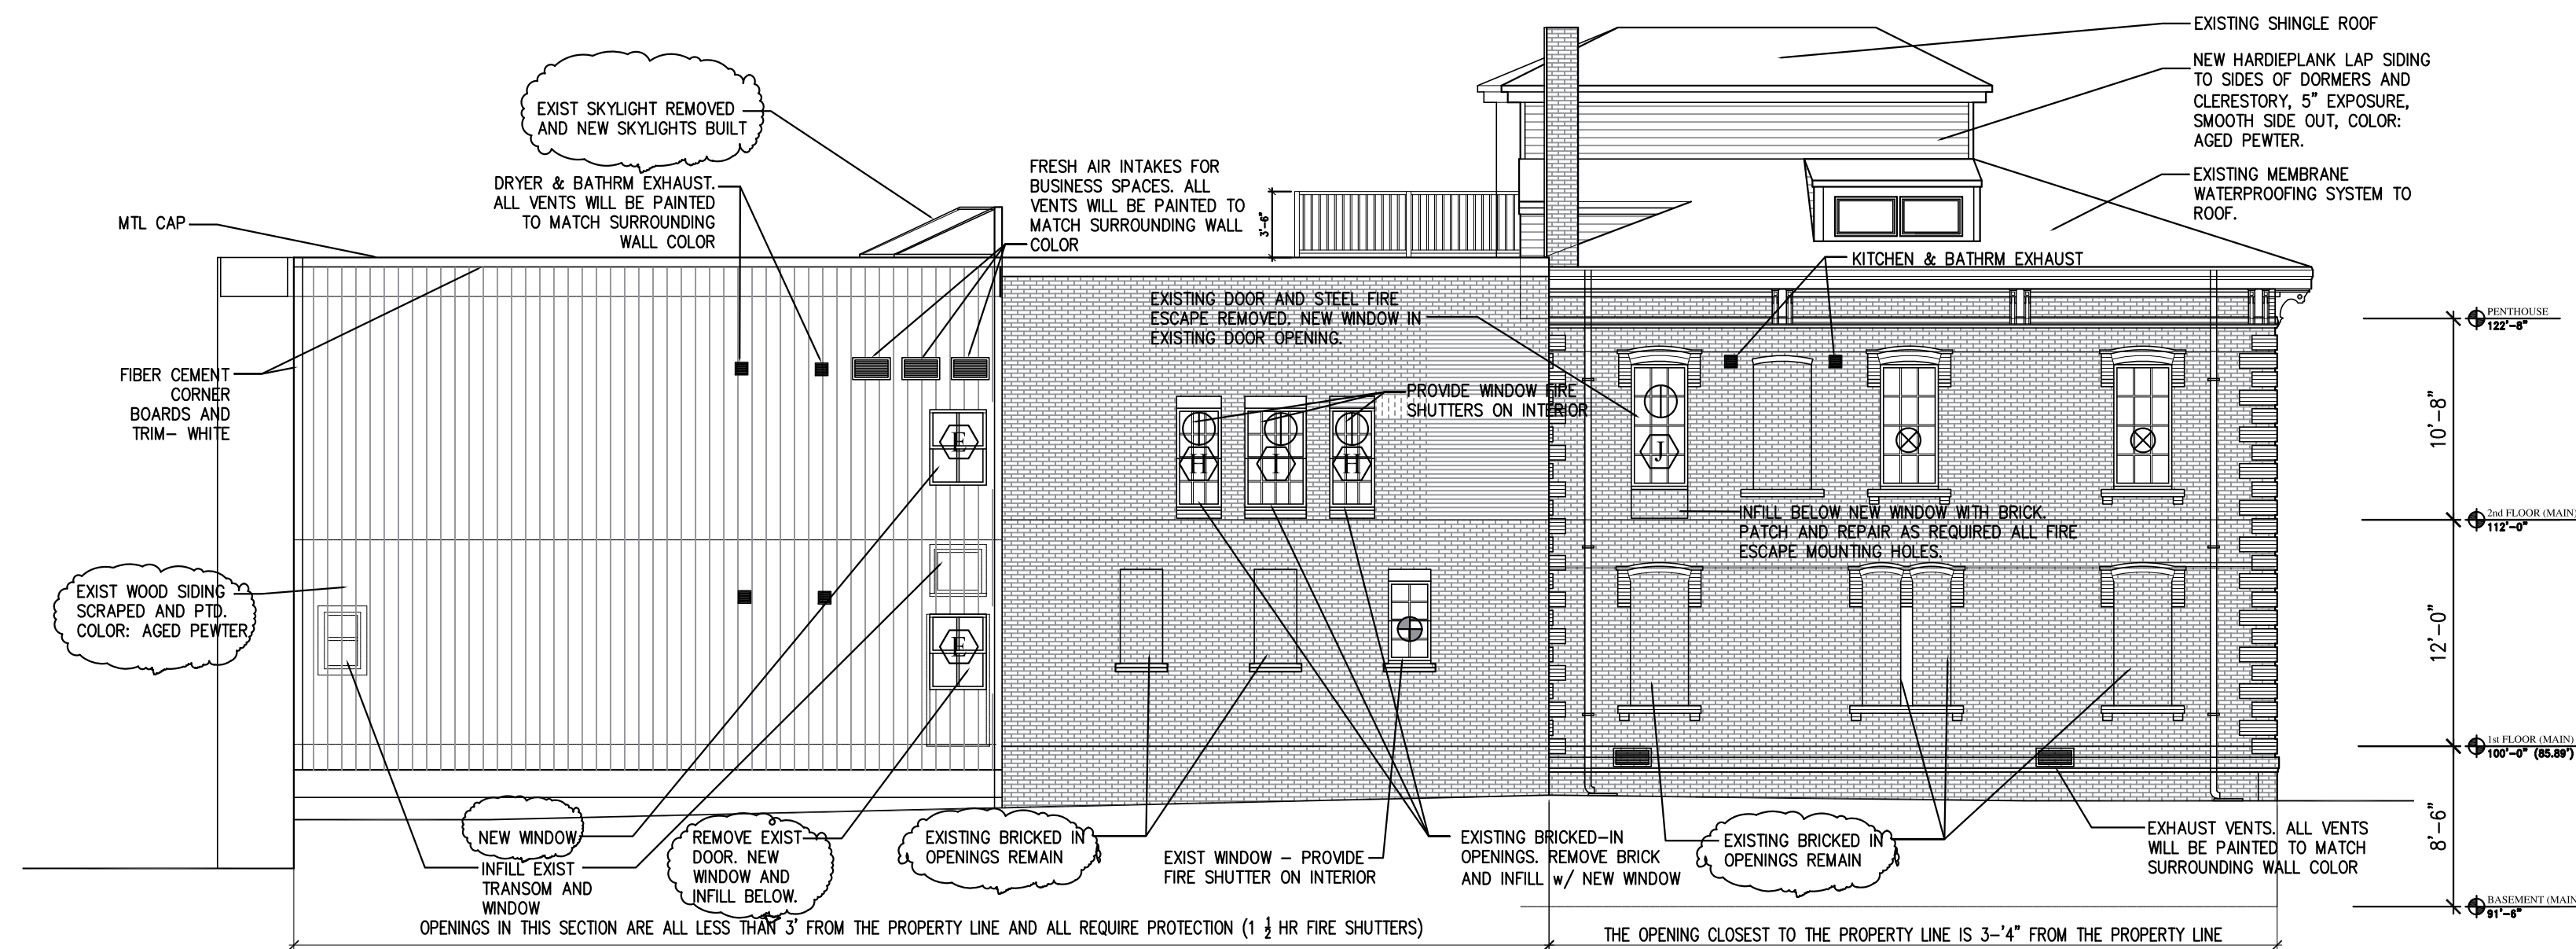 EXISTING SHINGLE ROOF
NEW HARDIEPLANK LAP SIDING
TO SIDES OF DORMERS AND
CLERESTORY, 5" EXPOSURE,
SMOOTH SIDE OUT, COLOR:
AGED PEWTER.
EXIST SKYLIGHT REMOVED
AND NEW SKYLIGHTS BUILT
FRESH AIR INTAKES FOR
BUSINESS SPACES. ALL
VENTS WILL BE PAINTED TO
MATCH SURROUNDING WALL
COLOR
DRYER & BATHRM EXHAUST.
ALL VENTS WILL BE PAINTED
TO MATCH SURROUNDING
WALL COLOR
EXISTING MEMBRANE
WATERPROOFING SYSTEM TO
ROOF.
MTL CAP
3'-6"
KITCHEN & BATHRM EXHAUST
EXISTING DOOR AND STEEL FIRE
ESCAPE REMOVED. NEW WINDOW IN
EXISTING DOOR OPENING.
PENTHOUSE
122'-8"
FIBER CEMENT
CORNER
BOARDS AND
TRIM- WHITE
PROVIDE WINDOW FIRE
SHUTTERS ON INTERIOR
10'-8"
E
H
I
H
J
INFILL BELOW NEW WINDOW WITH BRICK.
PATCH AND REPAIR AS REQUIRED ALL FIRE
ESCAPE MOUNTING HOLES.
2nd FLOOR (MAIN)
112'-0"
EXIST WOOD SIDING
SCRAPED AND PTD.
COLOR: AGED PEWTER
E
12'-0"
1st FLOOR (MAIN)
100'-0" (85.89')
NEW WINDOW
INFILL EXIST
TRANSOM AND
WINDOW
REMOVE EXIST
DOOR. NEW
WINDOW AND
INFILL BELOW.
EXISTING BRICKED IN
OPENINGS REMAIN
EXIST WINDOW - PROVIDE
FIRE SHUTTER ON INTERIOR
EXISTING BRICKED-IN
OPENINGS. REMOVE BRICK
AND INFILL w/ NEW WINDOW
EXISTING BRICKED IN
OPENINGS REMAIN
EXHAUST VENTS. ALL VENTS
WILL BE PAINTED TO MATCH
SURROUNDING WALL COLOR
8'-6"
BASEMENT (MAIN
91'-6"
OPENINGS IN THIS SECTION ARE ALL LESS THAN 3' FROM THE PROPERTY LINE AND ALL REQUIRE PROTECTION (1 1/2 HR FIRE SHUTTERS)
THE OPENING CLOSEST TO THE PROPERTY LINE IS 3-'4" FROM THE PROPERTY LINE